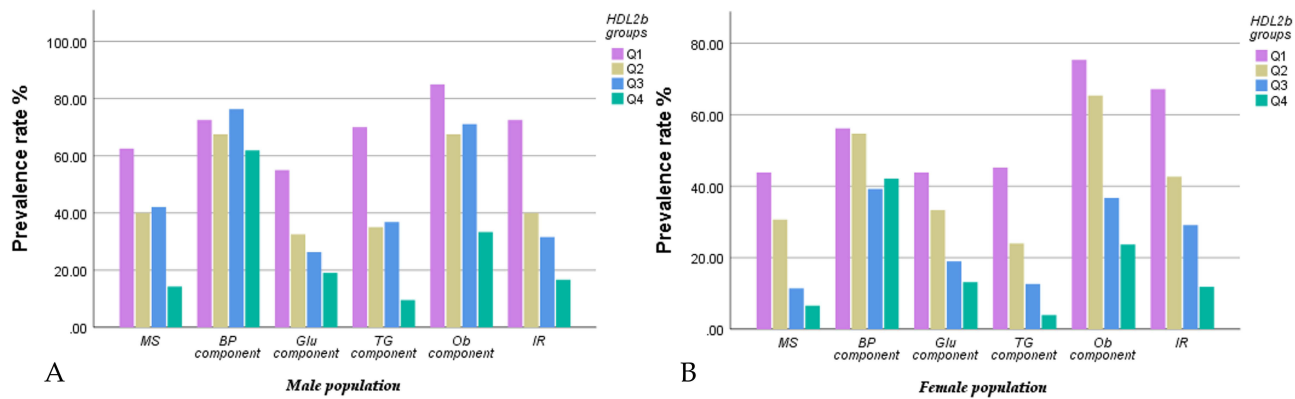 HDL2b
groups
Q1
Q2
Q3
Q4
Prevalence rate %
100.00
80.00
60.00
40.00
20.00
.00
MS
BP
component
Glu
component
TG
component
Ob
component
IR
A
Male population
HDL2b
groups
Q1
Q2
Q3
Q4
Prevalence rate %
80.00
60.00
40.00
20.00
.00
MS
BP
component
Glu
component
TG
component
Ob
component
IR
B
Female population